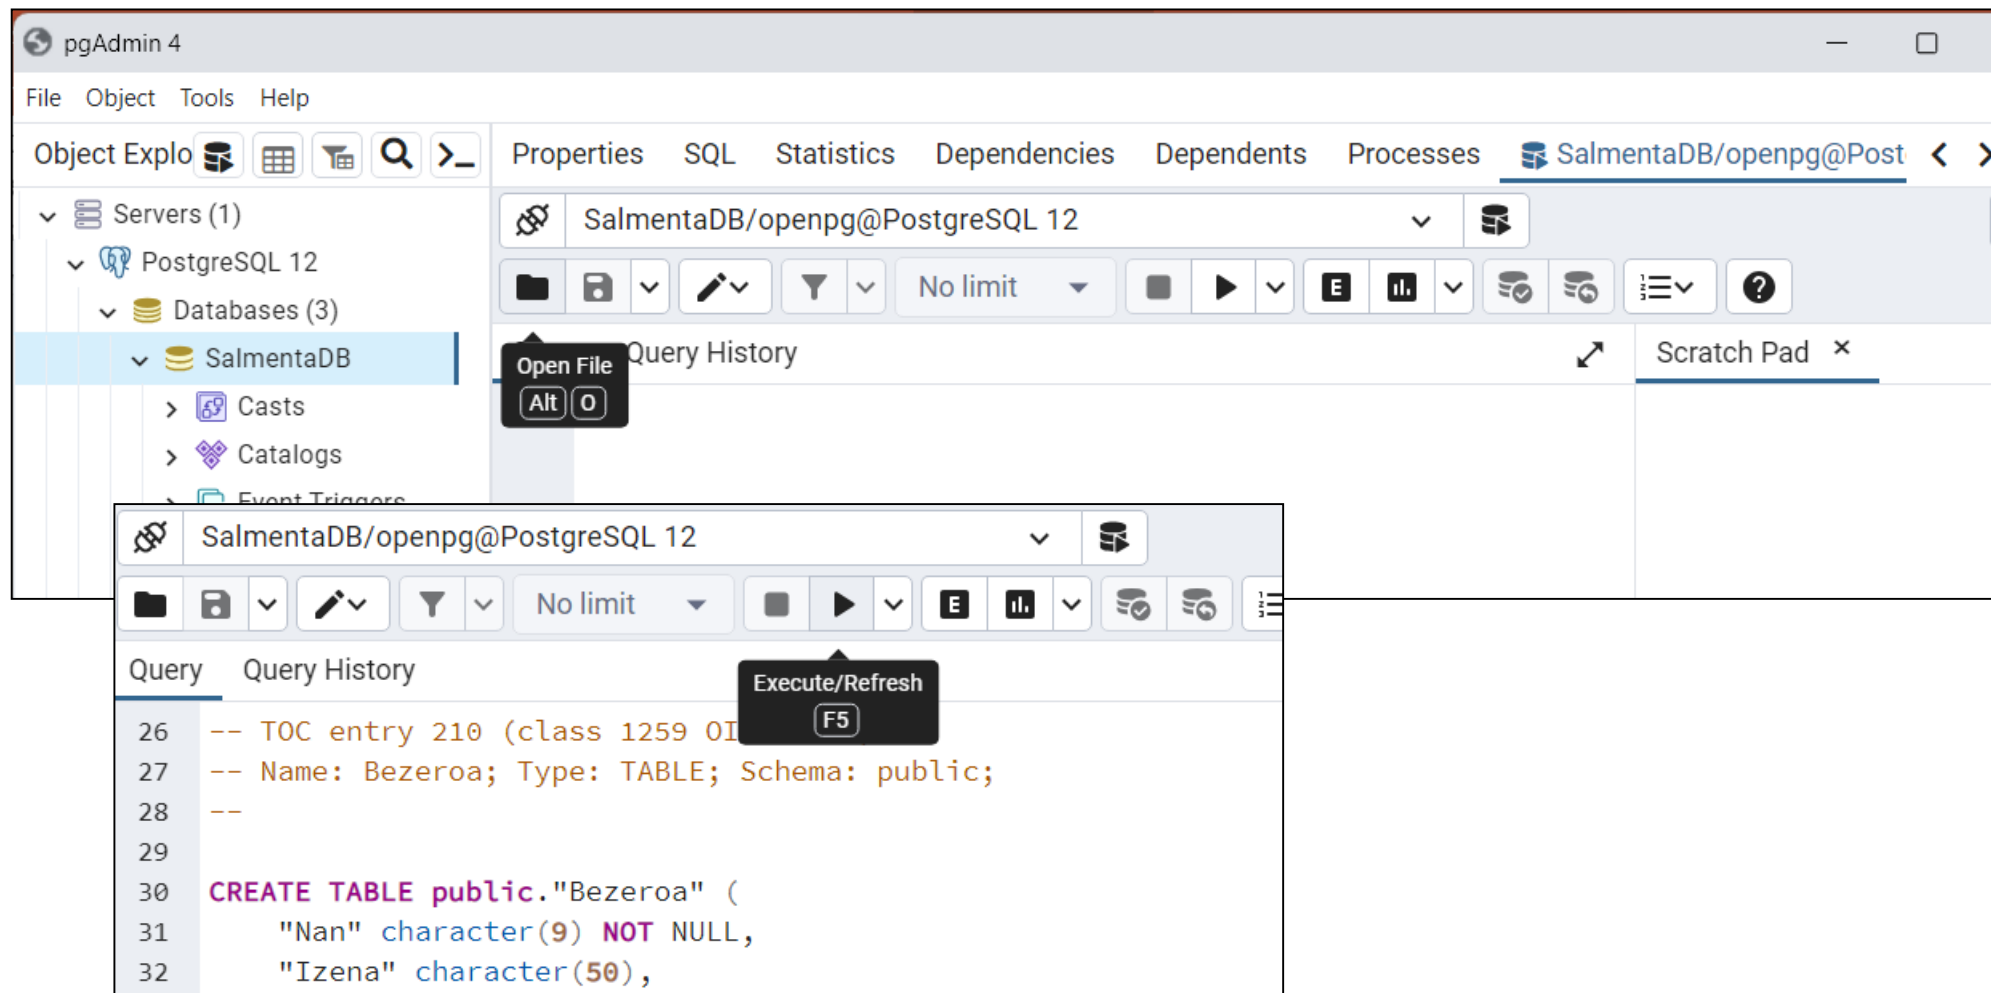 pgAdmin 4
File Object Tools Help
Object Explo
Properties SQL Statistics Dependencies Dependents Processes SalmentaDB/openpg@Post
Servers (1)
SalmentaDB/openpg@PostgreSQL 12
PostgreSQL 12
No limit
E
Databases (3)
SalmentaDB
Open File
Alt O
Query History
Scratch Pad
Casts
Catalogs
Event Triggers
SalmentaDB/openpg@PostgreSQL 12
No limit
E
Query Query History
Execute/Refresh
F5
26 -- TOC entry 210 (class 1259 OI
27 -- Name: Bezeroa; Type: TABLE; Schema: public;
28 --
29
30 CREATE TABLE public."Bezeroa" (
31 "Nan" character(9) NOT NULL,
32 "Izena" character(50),